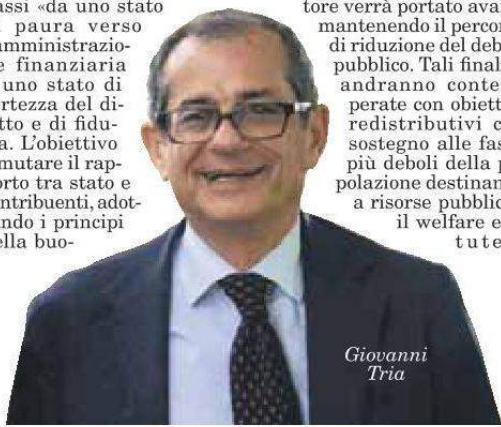 assi «da uno stato
paura verso
amministrazio-
e finanziaria
uno stato di
rtezza del di-
tto e di fidu-
a. L'obiettivo
mutare il rap-
orto tra stato e
ontribuenti, adot-
ndo i principi
ella buo-
tore verrà portato ava
mantenendo il percor
di riduzione del deb
pubblico. Tali final
andranno conte
perate con obiett
redistributivi c
sostegno alle fas
più deboli della p
polazione destinan
a risorse pubblic
il welfare e
tute
Giovanni
Tria